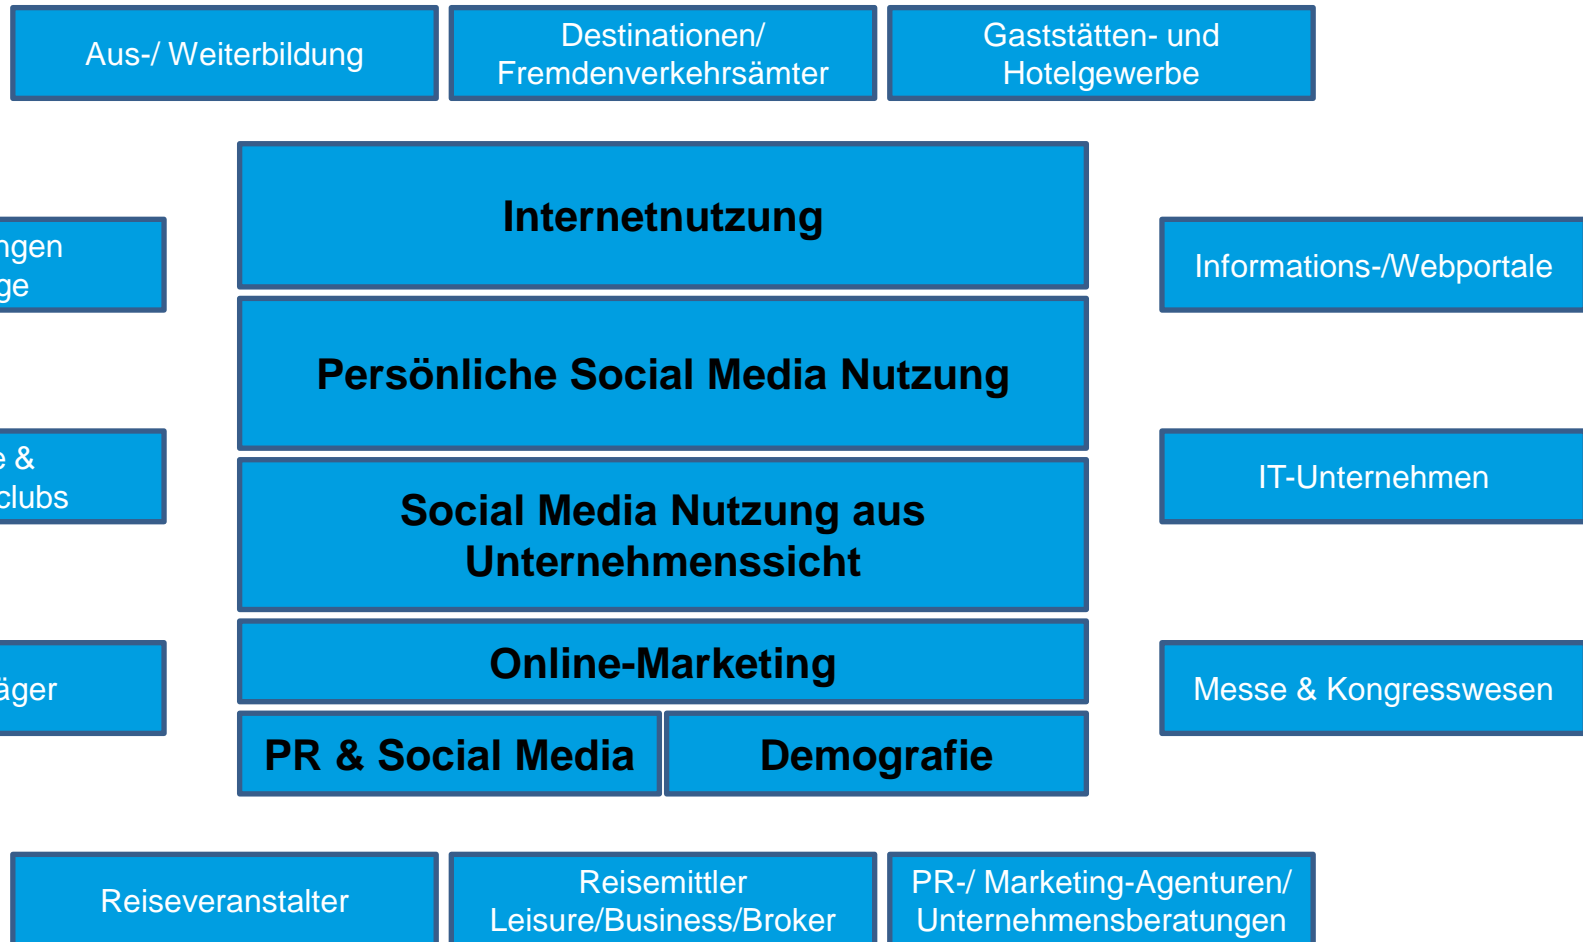 Aus-/ Weiterbildung
Destinationen/
Fremdenverkehrsämter
Gaststätten- und
Hotelgewerbe
Internetnutzung
Informations-/Webportale
Persönliche Social Media Nutzung
&
clubs
IT-Unternehmen
Social Media Nutzung aus
Unternehmenssicht
Online-Marketing
Messe & Kongresswesen
PR & Social Media
Demografie
Reiseveranstalter
Reisemittler
Leisure/Business/Broker
PR-/ Marketing-Agenturen/
Unternehmensberatungen